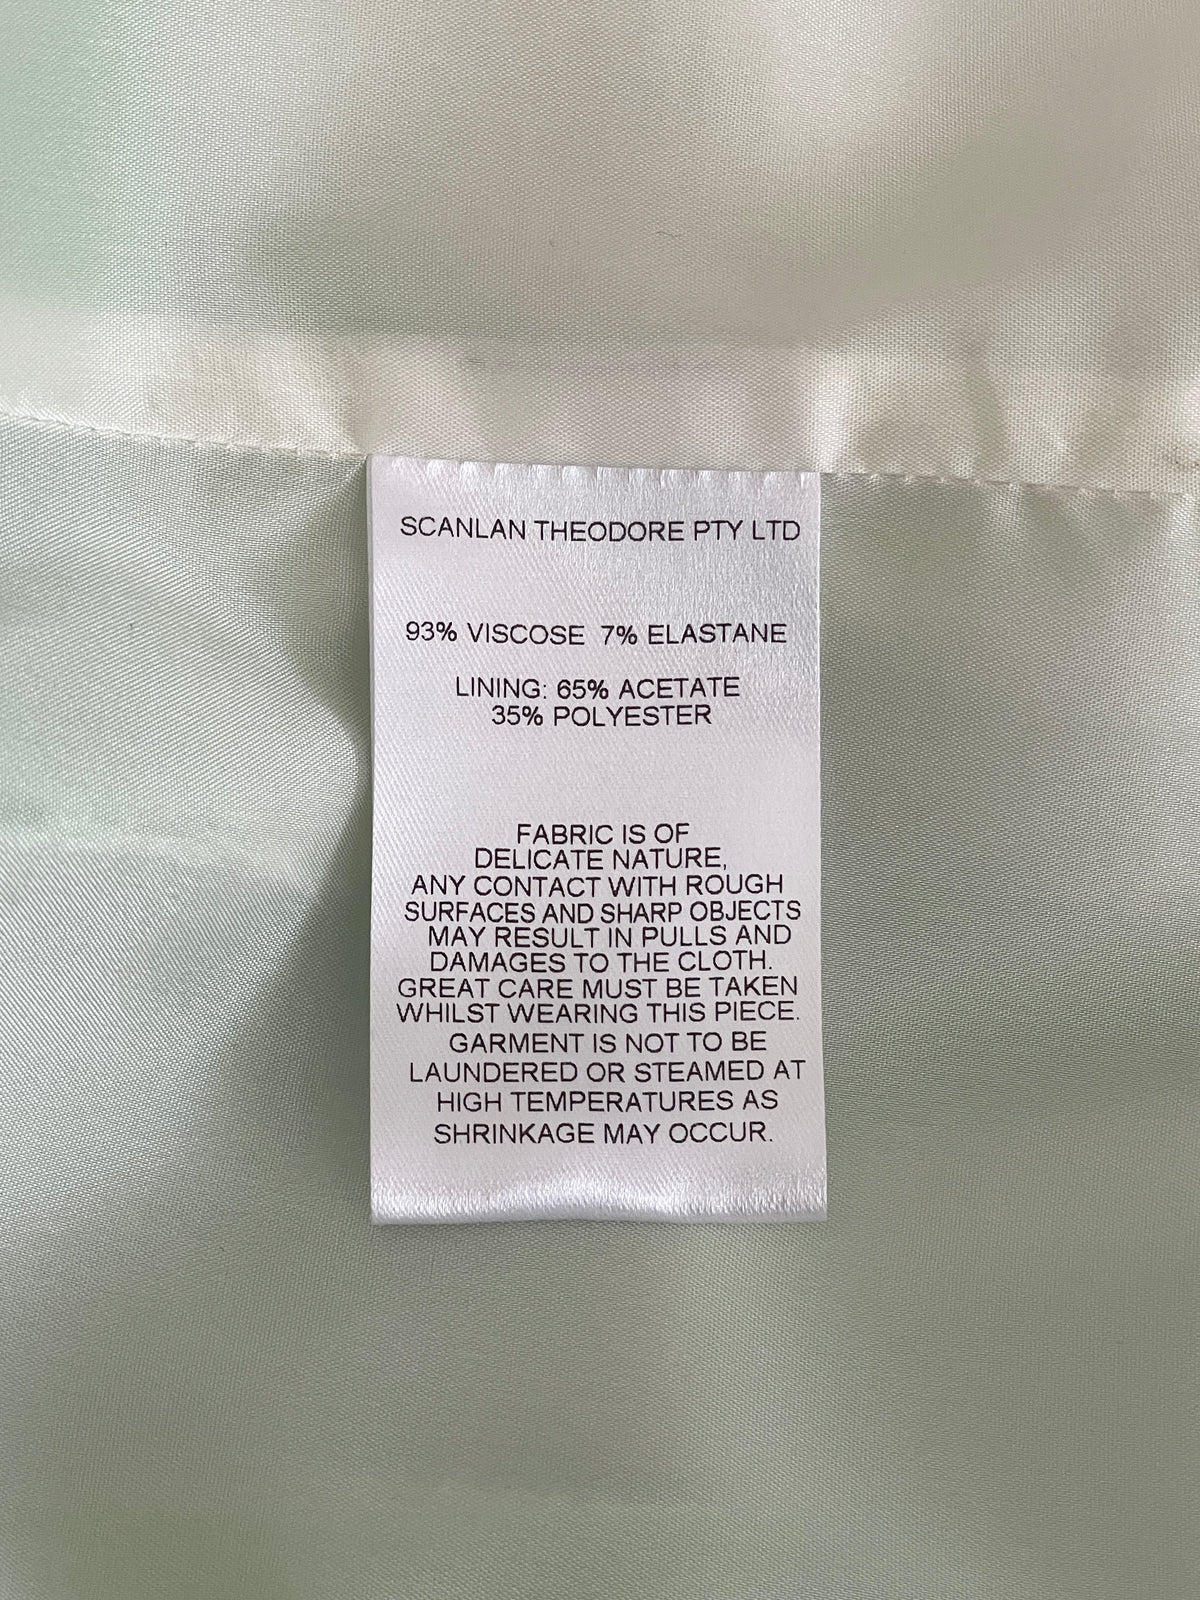 SCANLAN THEODORE PTY LTD
93% VISCOSE 7% ELASTANE
LINING: 65% ACETATE
35% POLYESTER
FABRIC IS OF
DELICATE NATURE,
ANY CONTACT WITH ROUGH
SURFACES AND SHARP OBJECTS
MAY RESULT IN PULLS AND
DAMAGES TO THE CLOTH.
GREAT CARE MUST BE TAKEN
WHILST WEARING THIS PIECE.
GARMENT IS NOT TO BE
LAUNDERED OR STEAMED AT
HIGH TEMPERATURES AS
SHRINKAGE MAY OCCUR.